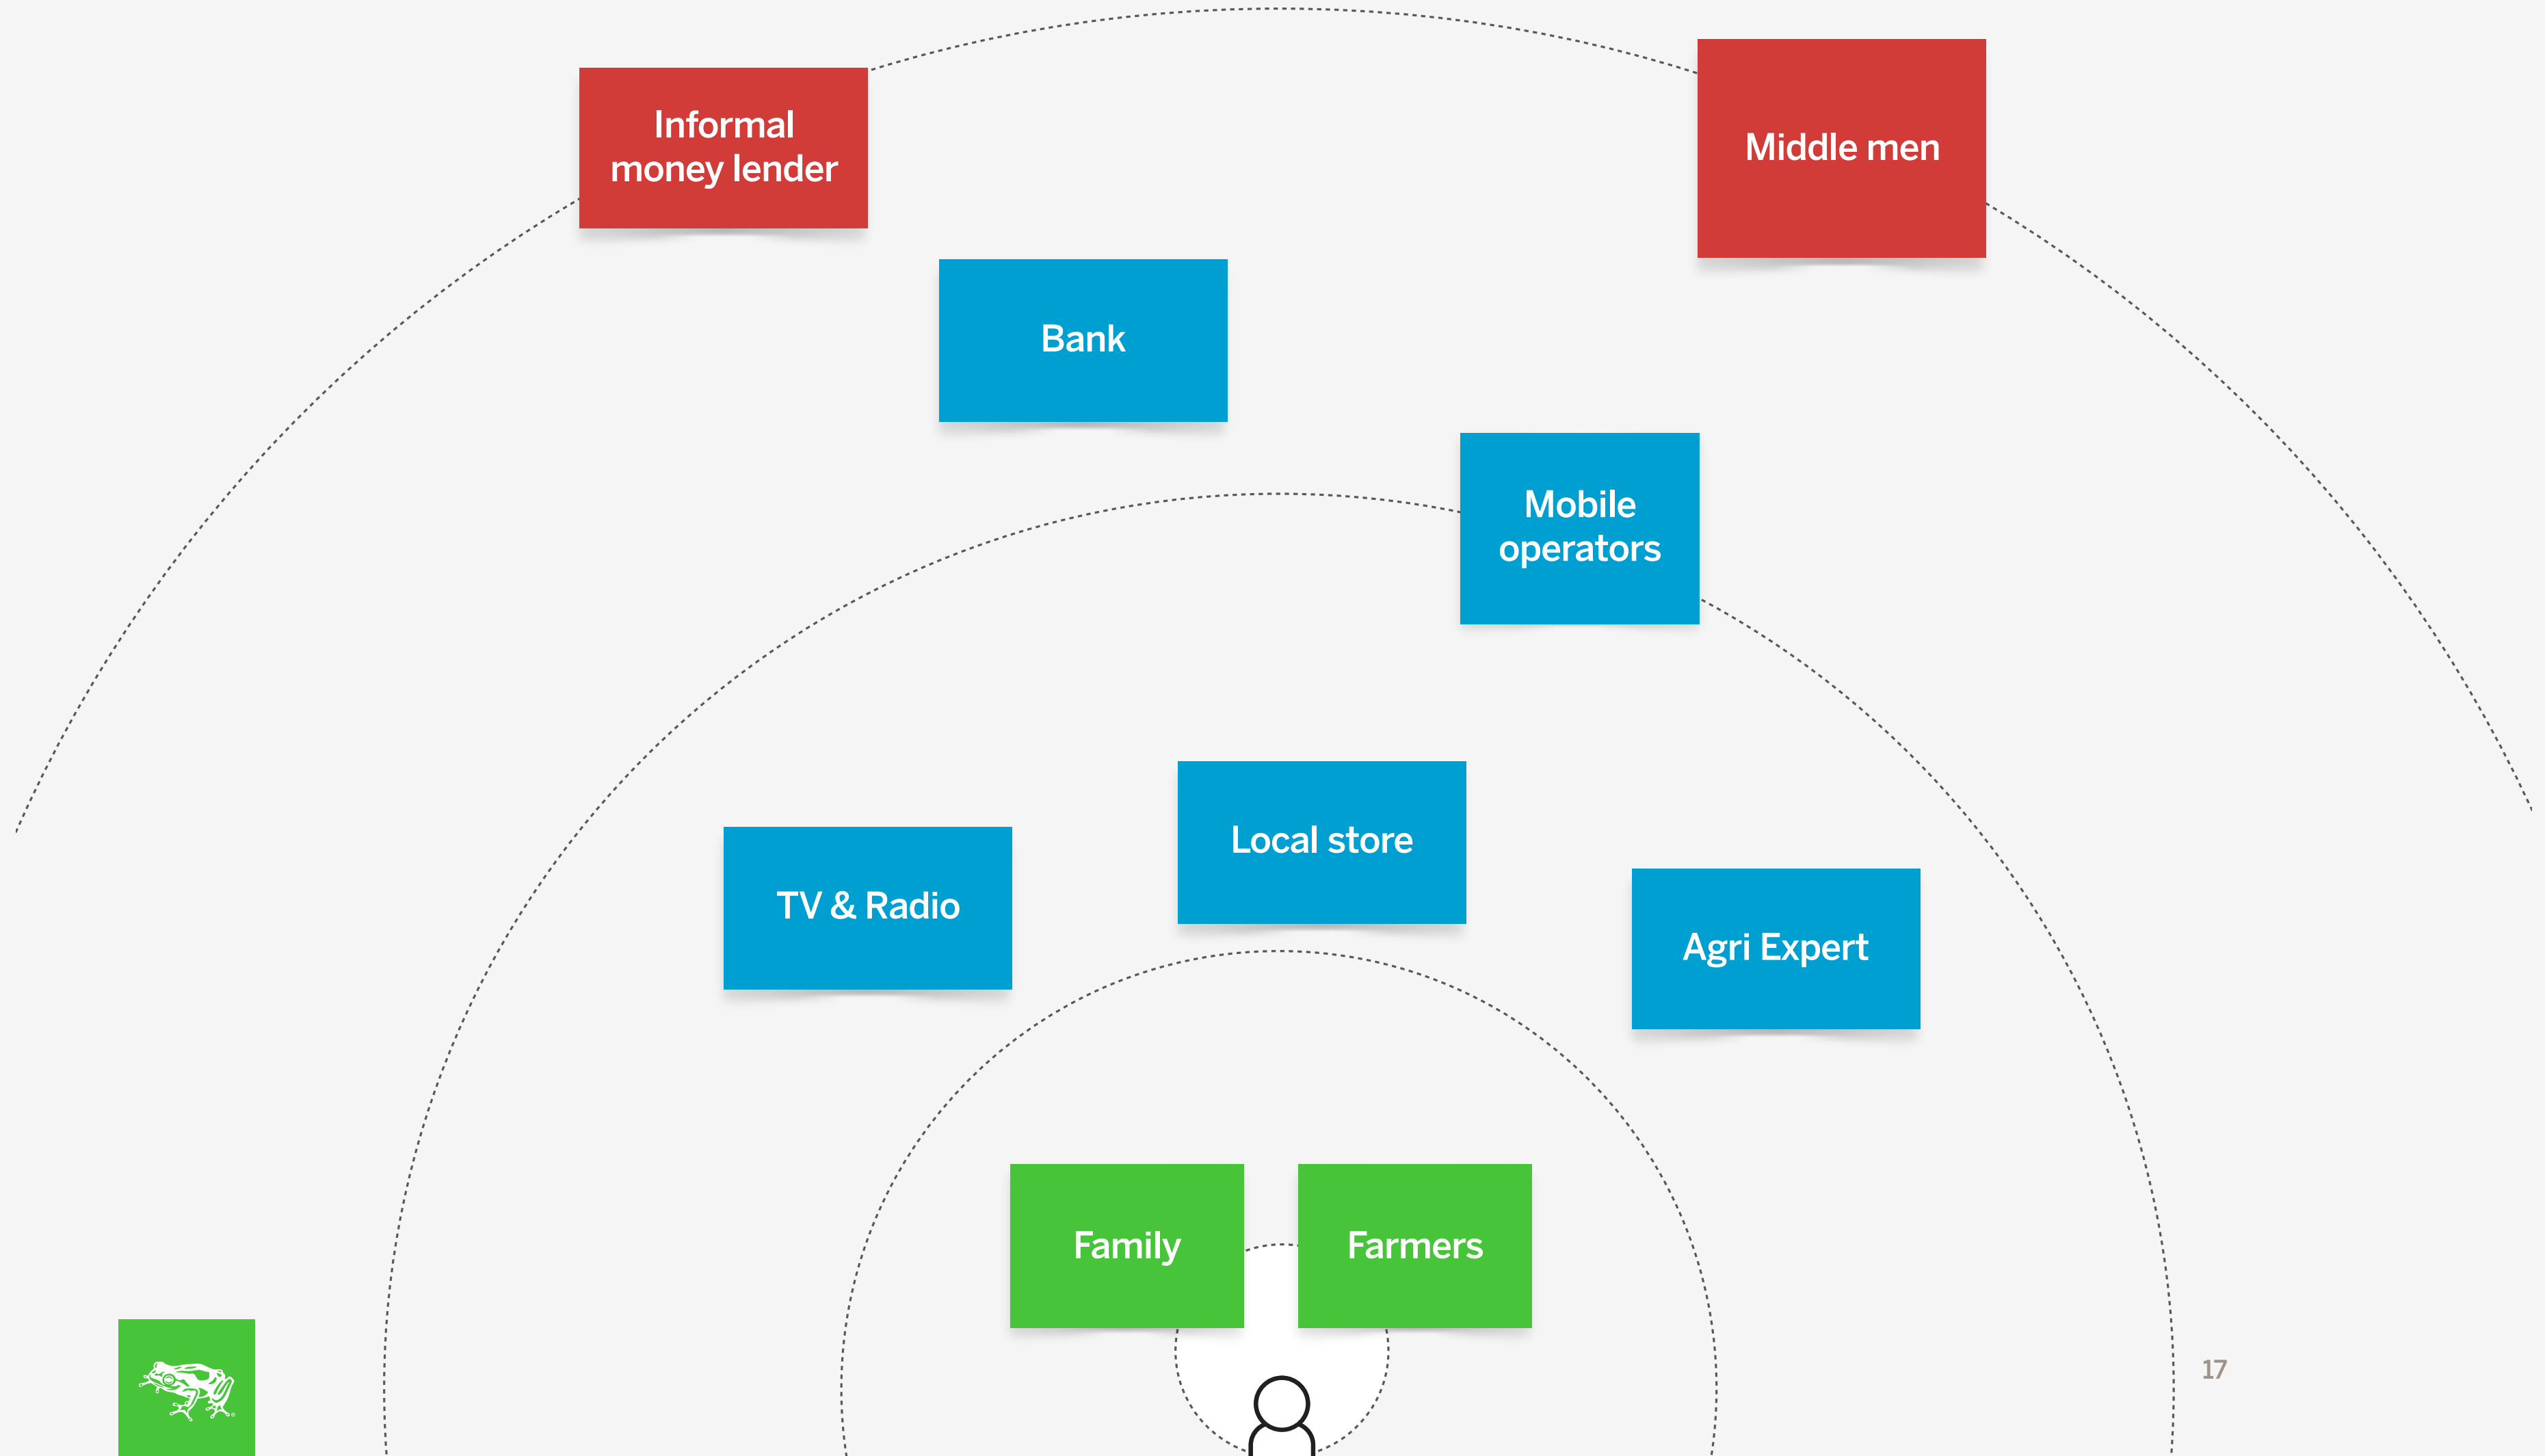 Informal
money lender
Middle men
Bank
Mobile
operators
Local store
TV & Radio
Agri Expert
Family
Farmers
17